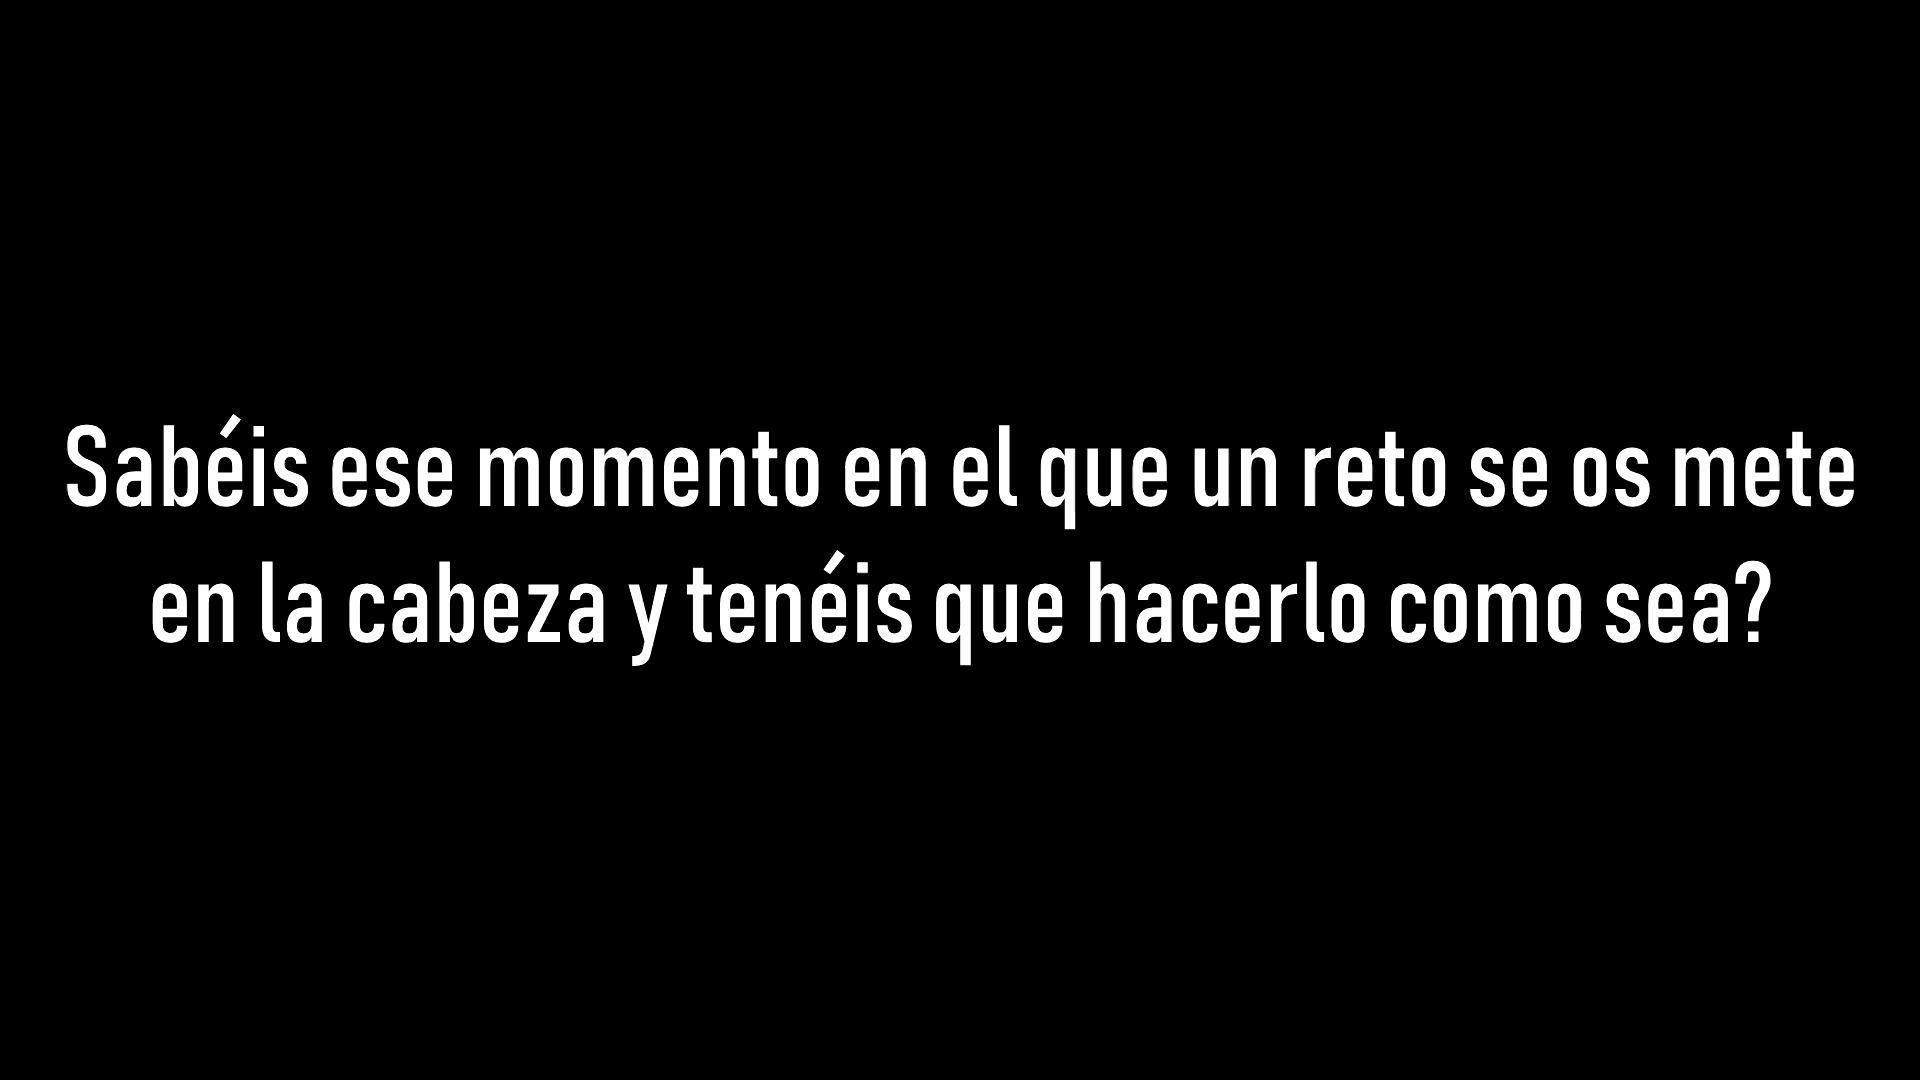 Sabéis ese momento en el que un reto se os mete
en la cabeza y tenéis que hacerlo como sea?